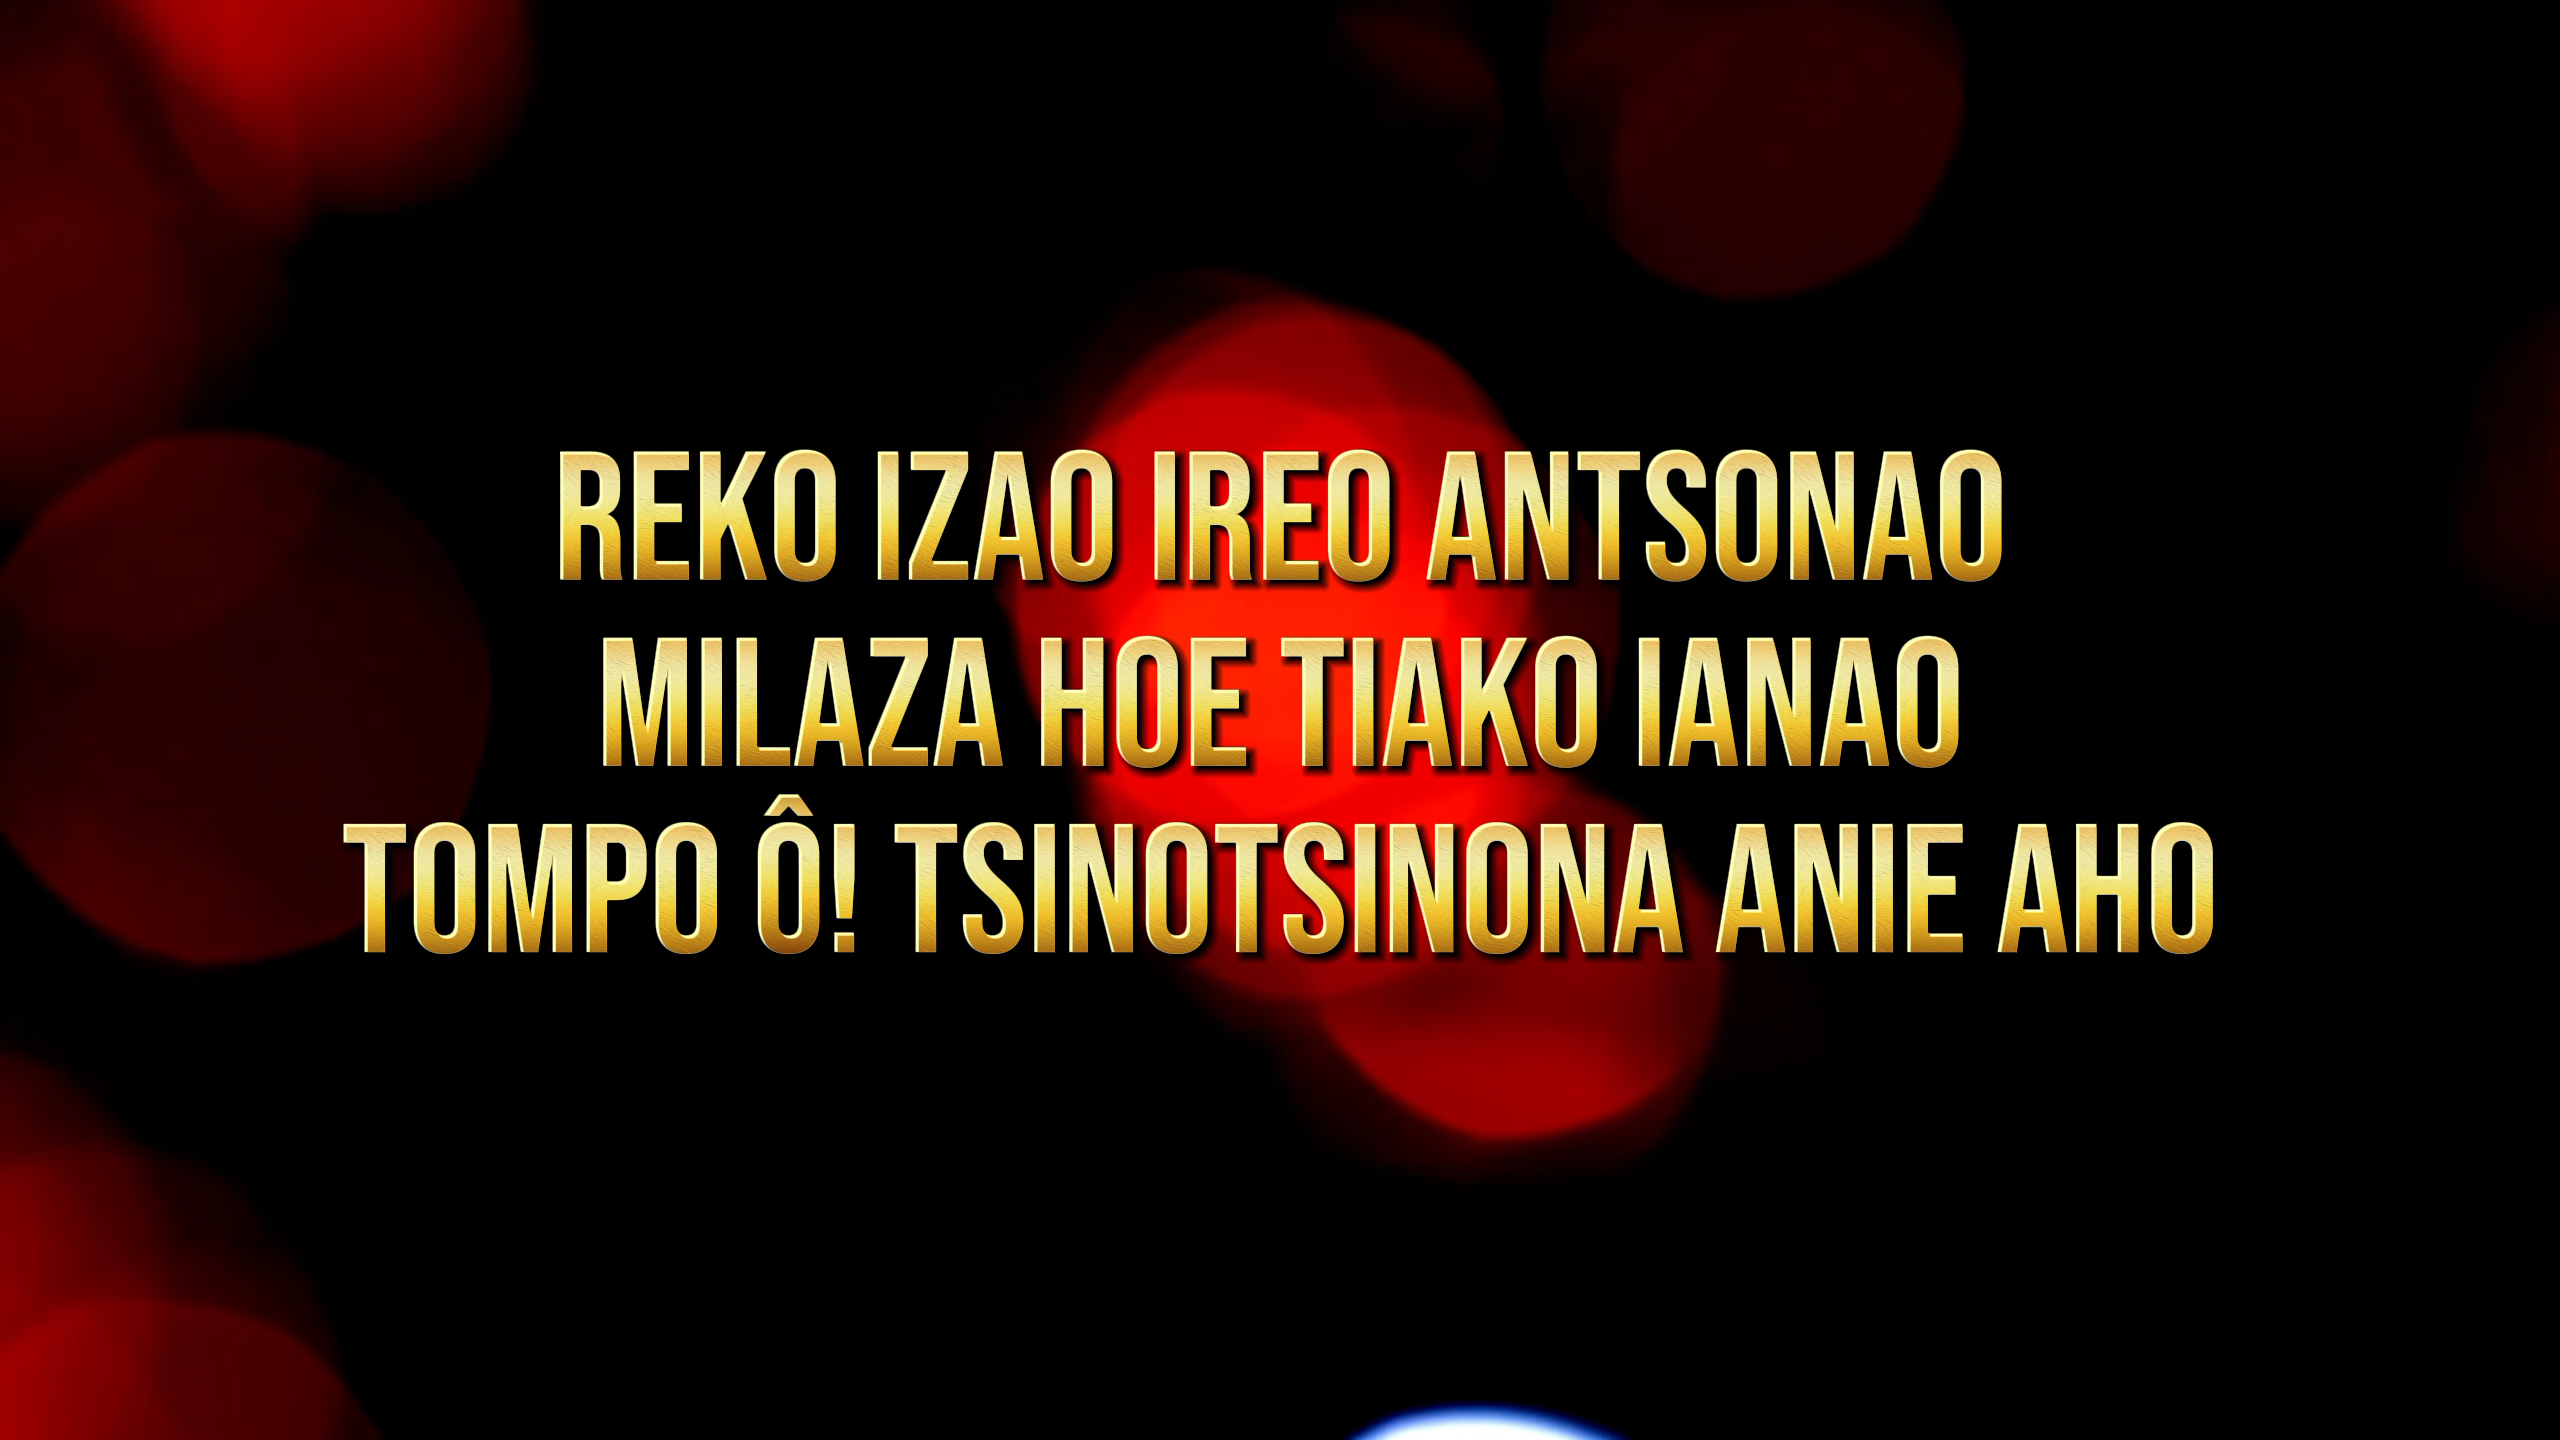 REKO IZAO IREO ANTSONAO
MILAZA HOE TIAKO IANAO
TOMPO Ô! TSINOTSINONA ANIE AHO